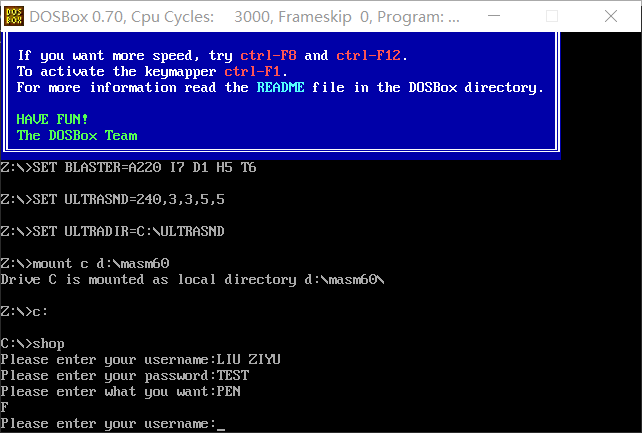 DOSBox 0.70, Cpu Cycles:     3000, Frameskip  0, Program: ...
If you want more speed, try ctrl-F8 and ctrl-F12.
To activate the keymapper ctrl-F1.
For more information read the README file in the DOSBox directory.
HAVE FUN!
The DOSBox Team
Z:\>SET BLASTER=A220 I7 D1 H5 T6
Z:\>SET ULTRASND=240,3,3,5,5
Z:\>SET ULTRADIR=C:\ULTRASND
Z:\>mount c d:\masm60
Drive C is mounted as local directory d:\masm60\
Z:\>c:
C:\>shop
Please enter your username:LIU ZIYU
Please enter your password:TEST
Please enter what you want:PEN
F
Please enter your username:_